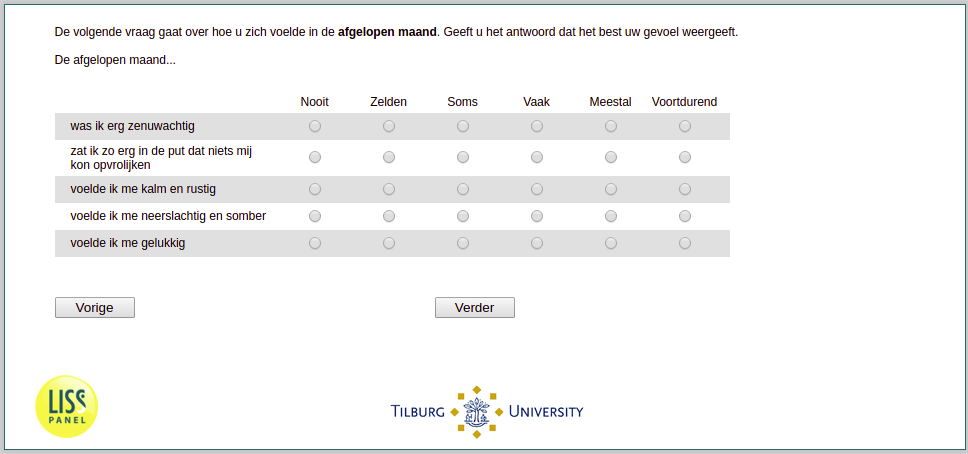 De volgende vraag gaat over hoe u zich voelde in de afgelopen maand. Geeft u het antwoord dat het best uw gevoel weergeeft.
De afgelopen maand...
Nooit Zelden Soms Vaak Meestal Voortdurend
was ik erg zenuwachtig
zat ik zo erg in de put dat niets mij
kon opvrolijken
voelde ik me kalm en rustig
voelde ik me neerslachtig en somber
voelde ik me gelukkig
Vorige Verder
LISS
PANEL
TILBURG UNIVERSITY